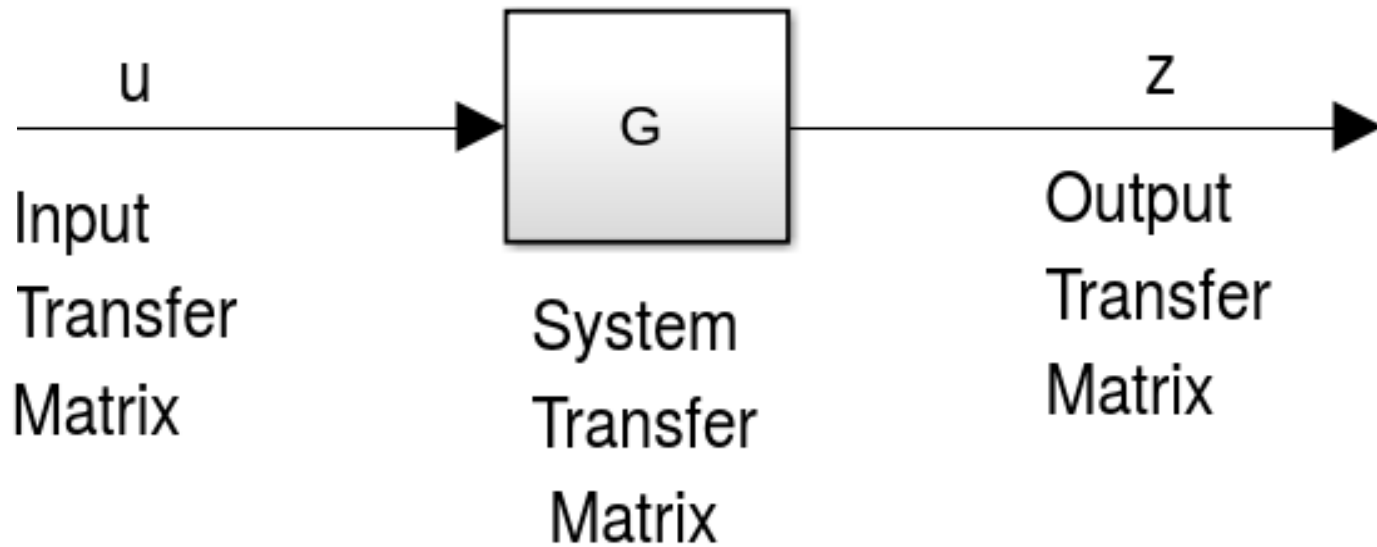 u
G
z
Input
Transfer
Matrix
System
Transfer
Matrix
Output
Transfer
Matrix